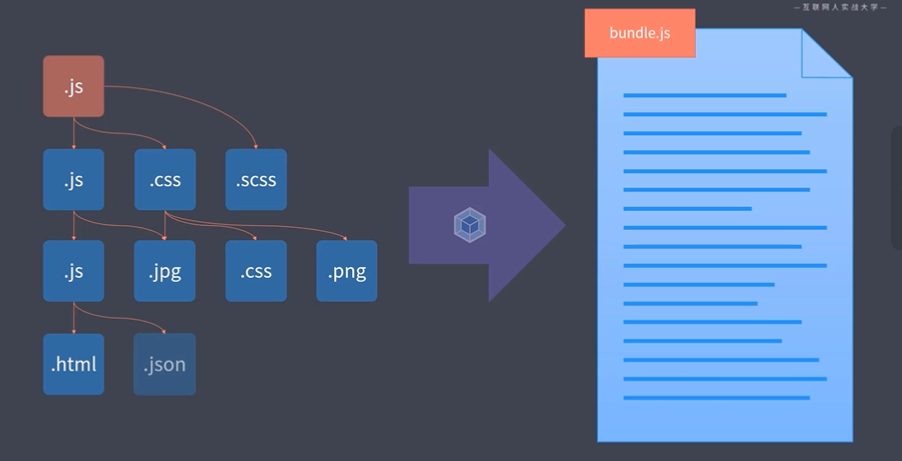 — 互联网人实战大学 —
bundle.js
.js
.js
.css
.scss
.js
.jpg
.css
.png
.html
.json